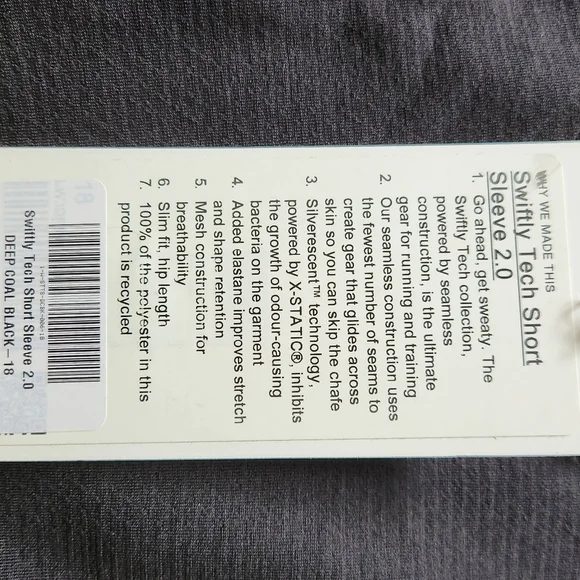 WHY WE MADE THIS
Swiftly Tech Short
Sleeve 2.0
1. Go ahead, get sweaty. The
Swiftly Tech collection,
powered by seamless
construction, is the ultimate
gear for running and training
2. Our seamless construction uses
the fewest number of seams to
create gear that glides across
skin so you can skip the chafe
3. Silverescent™ technology,
powered by X-STATIC®, inhibits
the growth of odour-causing
bacteria on the garment
4. Added elastane improves stretch
and shape retention
5. Mesh construction for
breathability
6. Slim fit, hip length
7. 100% of the polyester in this
product is recycled
18
Swiftly Tech Short Sleeve 2.0
DEEP COAL BLACK-18